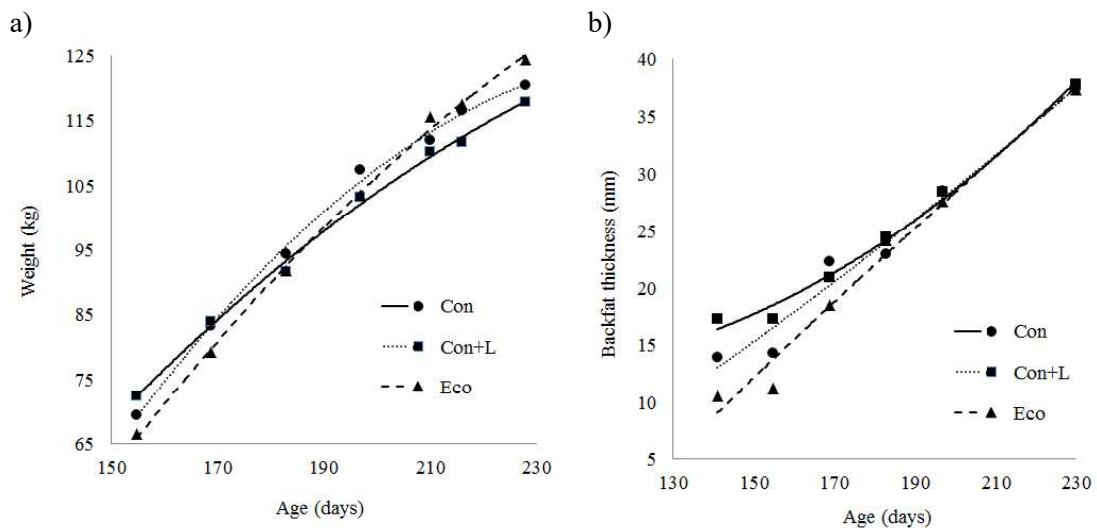 a)
125
115
105
95
85
75
65
150
170
190
210
230
Weight (kg)
Age (days)
Con
Con+L
Eco
b)
40
35
30
25
20
15
10
5
130
150
170
190
210
230
Backfat thickness (mm)
Age (days)
Con
Con+L
Eco